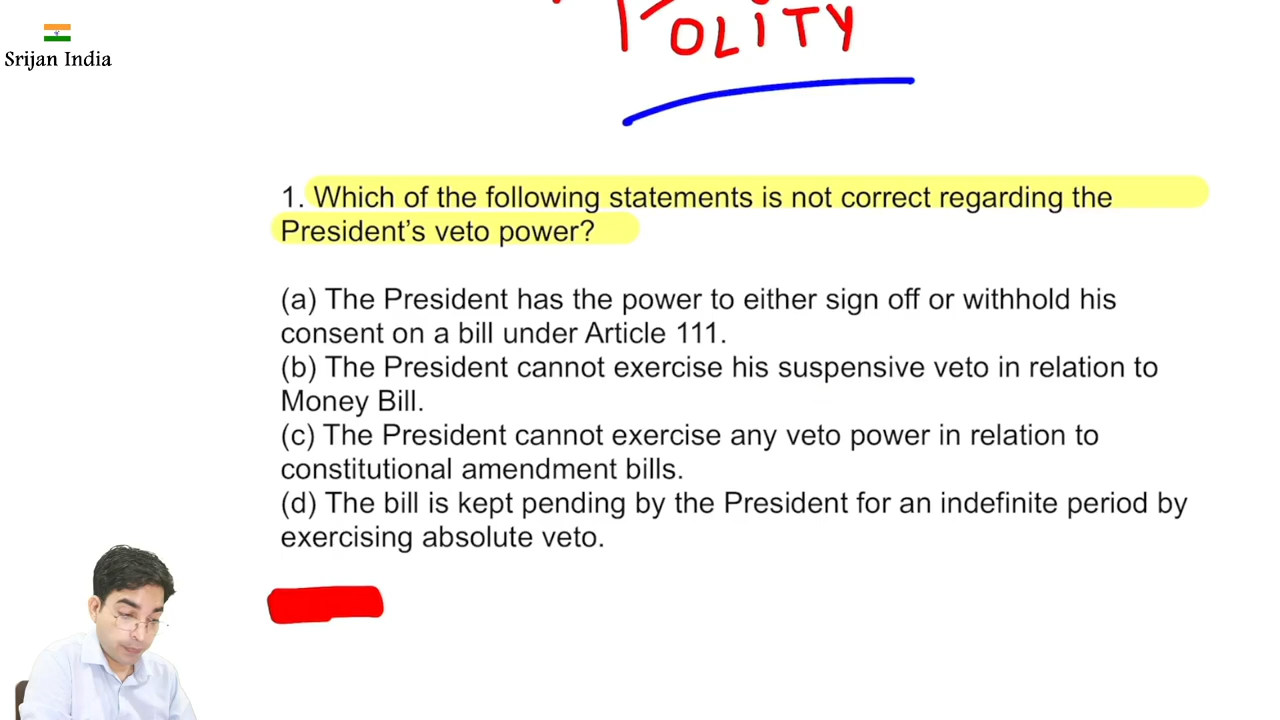 POLITY
Srijan India
1. Which of the following statements is not correct regarding the
President's veto power?
(a) The President has the power to either sign off or withhold his
consent on a bill under Article 111.
(b) The President cannot exercise his suspensive veto in relation to
Money Bill.
(c) The President cannot exercise any veto power in relation to
constitutional amendment bills.
(d) The bill is kept pending by the President for an indefinite period by
exercising absolute veto.